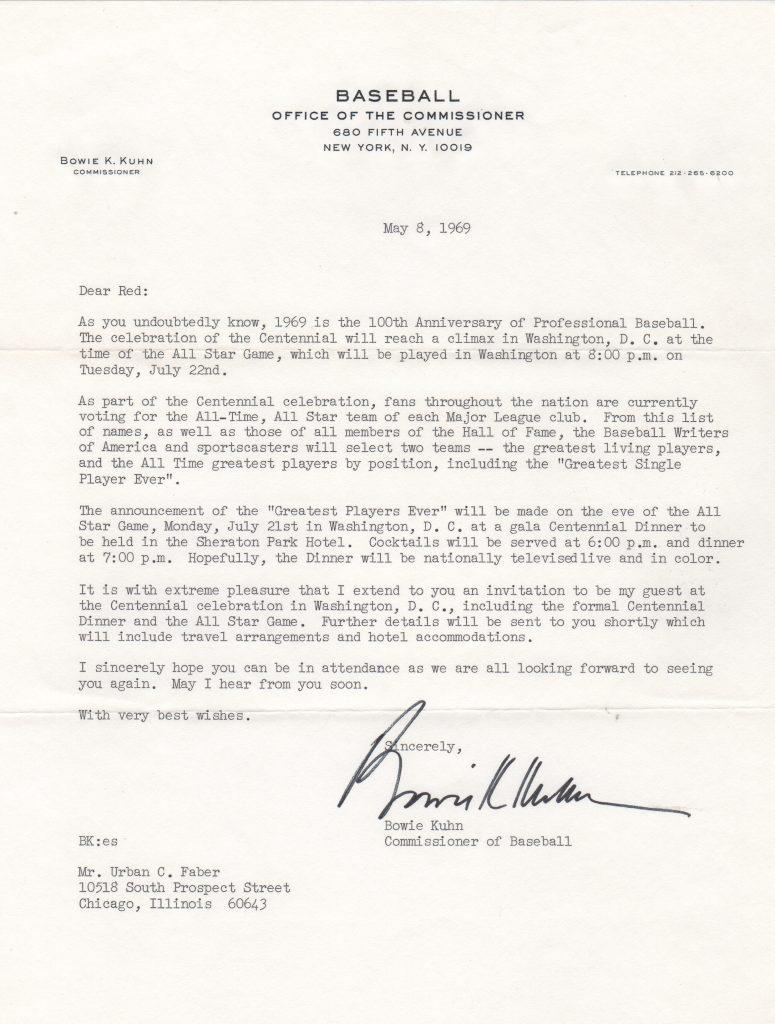 BASEBALL
OFFICE OF THE COMMISSIONER
680 FIFTH AVENUE
NEW YORK, N. Y. 10019
BOWIE K. KUHN
COMMISSIONER
TELEPHONE 212-265-6200
May 8, 1969
Dear Red:
As you undoubtedly know, 1969 is the 100th Anniversary of Professional Baseball.
The celebration of the Centennial will reach a climax in Washington, D. C. at the
time of the All Star Game, which will be played in Washington at 8:00 p.m. on
Tuesday, July 22nd.
As part of the Centennial celebration, fans throughout the nation are currently
voting for the All-Time, All Star team of each Major League club.  From this list
of names, as well as those of all members of the Hall of Fame, the Baseball Writers
of America and sportscasters will select two teams -- the greatest living players,
and the All Time greatest players by position, including the "Greatest Single
Player Ever".
The announcement of the "Greatest Players Ever" will be made on the eve of the All
Star Game, Monday, July 21st in Washington, D. C. at a gala Centennial Dinner to
be held in the Sheraton Park Hotel.  Cocktails will be served at 6:00 p.m. and dinner
at 7:00 p.m.  Hopefully, the Dinner will be nationally televised live and in color.
It is with extreme pleasure that I extend to you an invitation to be my guest at
the Centennial celebration in Washington, D. C., including the formal Centennial
Dinner and the All Star Game.  Further details will be sent to you shortly which
will include travel arrangements and hotel accommodations.
I sincerely hope you can be in attendance as we are all looking forward to seeing
you again.  May I hear from you soon.
With very best wishes.
Sincerely,
Bowie K Kuhn
Bowie Kuhn
Commissioner of Baseball
BK:es
Mr. Urban C. Faber
10518 South Prospect Street
Chicago, Illinois  60643